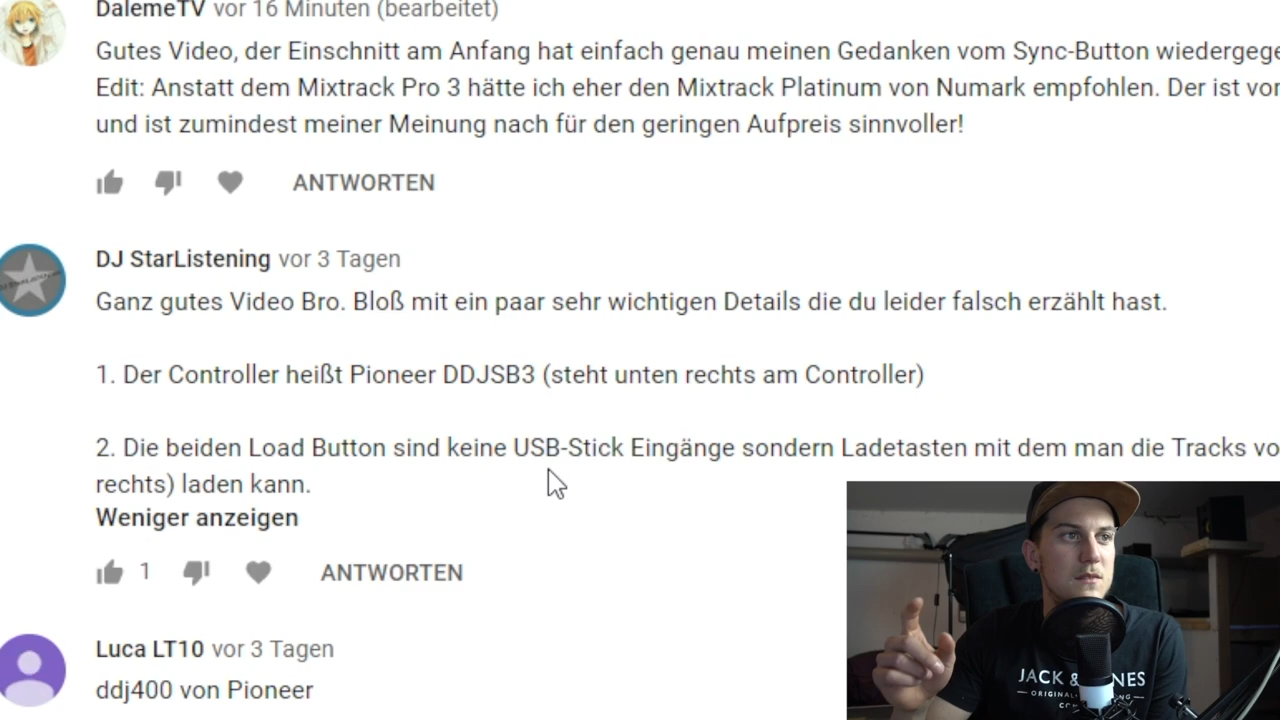 DalemeTV vor 16 Minuten (bearbeitet)
Gutes Video, der Einschnitt am Anfang hat einfach genau meinen Gedanken vom Sync-Button
Edit: Anstatt dem Mixtrack Pro 3 hätte ich eher den Mixtrack Platinum von Numark empfohlen. Der ist
und ist zumindest meiner Meinung nach für den geringen Aufpreis sinnvoller!
ANTWORTEN
DJ StarListening vor 3 Tagen
Ganz gutes Video Bro. Bloß mit ein paar sehr wichtigen Details die du leider falsch erzählt hast.
1. Der Controller heißt Pioneer DDJSB3 (steht unten rechts am Controller)
2. Die beiden Load Button sind keine USB-Stick Eingänge sondern Ladetasten mit dem man die Tracks
rechts) laden kann.
Weniger anzeigen
1 ANTWORTEN
Luca LT10 vor 3 Tagen
ddj400 von Pioneer
JACK &
ORIGINAL